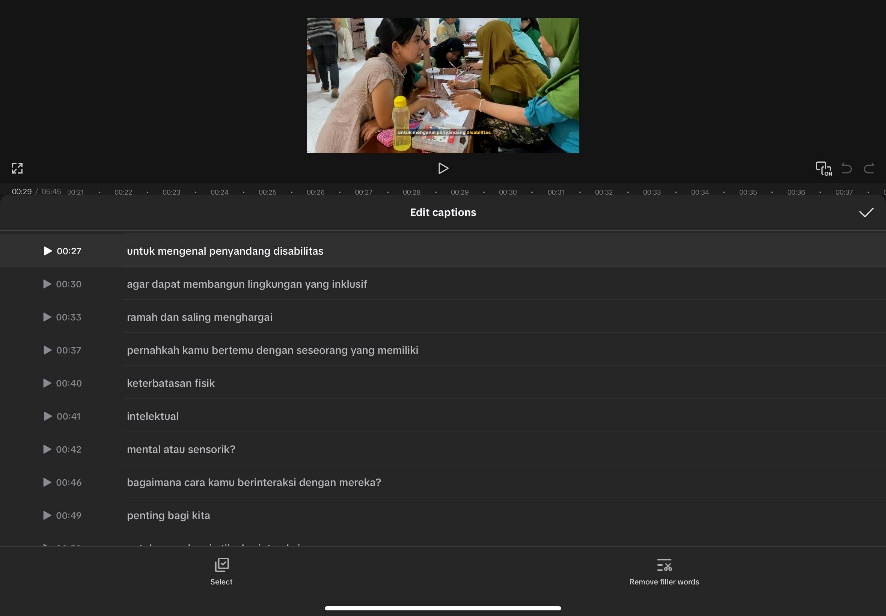 untuk mengenal penyandang disabilitas
ON
00:29 / 05:45 00:21 00:22 00:23 00:24 00:25 00:26 00:27 00:28 00:29 00:30 00:31 00:32 00:33 00:34 00:35 00:36 00:37
Edit captions
00:27 untuk mengenal penyandang disabilitas
00:30 agar dapat membangun lingkungan yang inklusif
00:33 ramah dan saling menghargai
00:37 pernahkah kamu bertemu dengan seseorang yang memiliki
00:40 keterbatasan fisik
00:41 intelektual
00:42 mental atau sensorik?
00:46 bagaimana cara kamu berinteraksi dengan mereka?
00:49 penting bagi kita
Select
Remove filler words